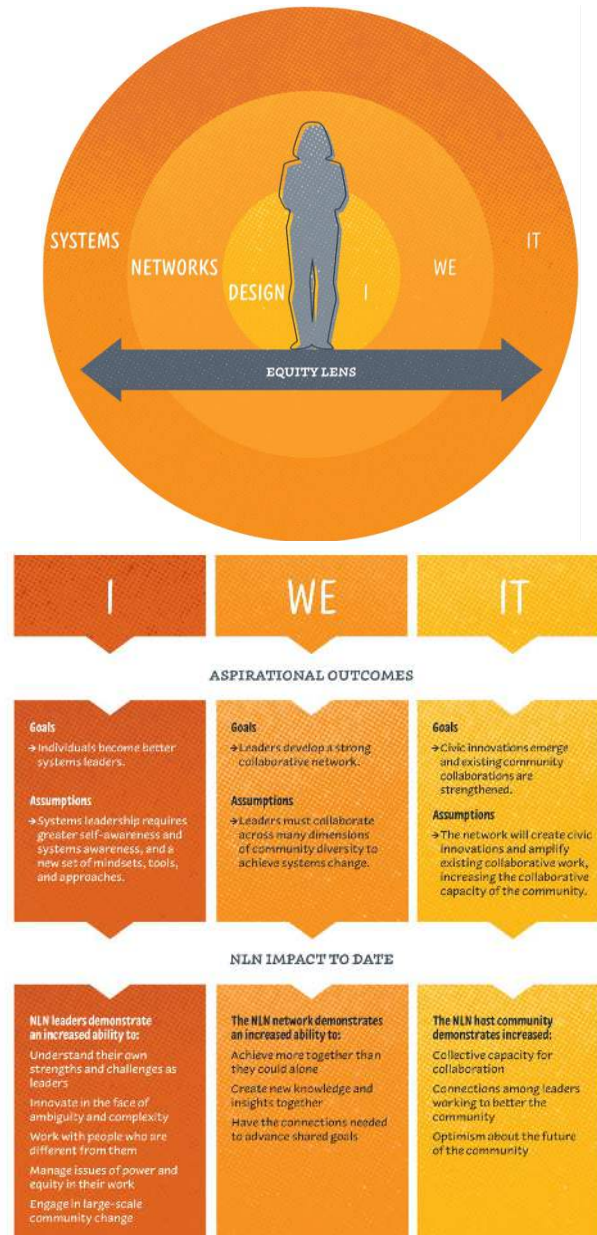 SYSTEMS
NETWORKS
DESIGN
I
WE
IT
EQUITY LENS
I
WE
IT
ASPIRATIONAL OUTCOMES
Goals
→Individuals become better
systems leaders.
Assumptions
→Systems leadership requires
greater self-awareness and
systems awareness, and a
new set of mindsets, tools,
and approaches.
Goals
→Leaders develop a strong
collaborative network.
Assumptions
→Leaders must collaborate
across many dimensions
of community diversity to
achieve systems change.
Goals
→Civic innovations emerge
and existing community
collaborations are
strengthened.
Assumptions
→The network will create civic
innovations and amplify
existing collaborative work,
increasing the collaborative
capacity of the community.
NLN IMPACT TO DATE
NLN leaders demonstrate
an increased ability to:
Understand their own
strengths and challenges as
leaders
Innovate in the face of
ambiguity and complexity
Work with people who are
different from them
Manage issues of power and
equity in their work
Engage in large-scale
community change
The NLN network demonstrates
an increased ability to:
Achieve more together than
they could alone
Create new knowledge and
insights together
Have the connections needed
to advance shared goals
The NLN host community
demonstrates increased:
Collective capacity for
collaboration
Connections among leaders
working to better the
community
Optimism about the future
of the community